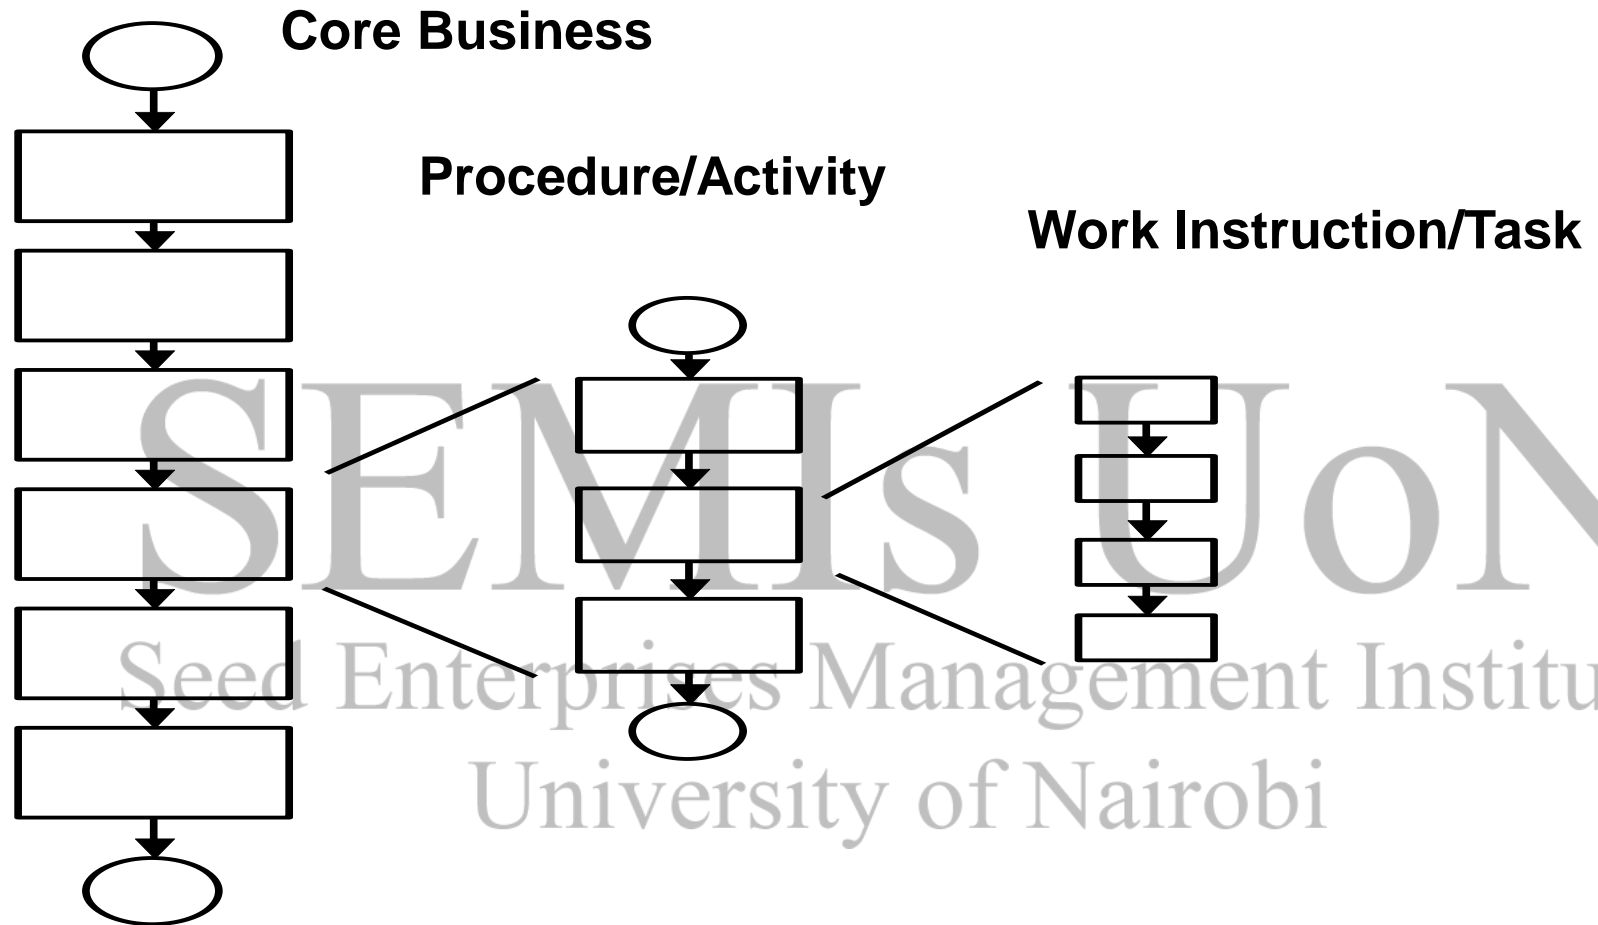 Core Business
Procedure/Activity
Work Instruction/Task
SEMIs UoN
Seed Enterprises Management Institu
University of Nairobi